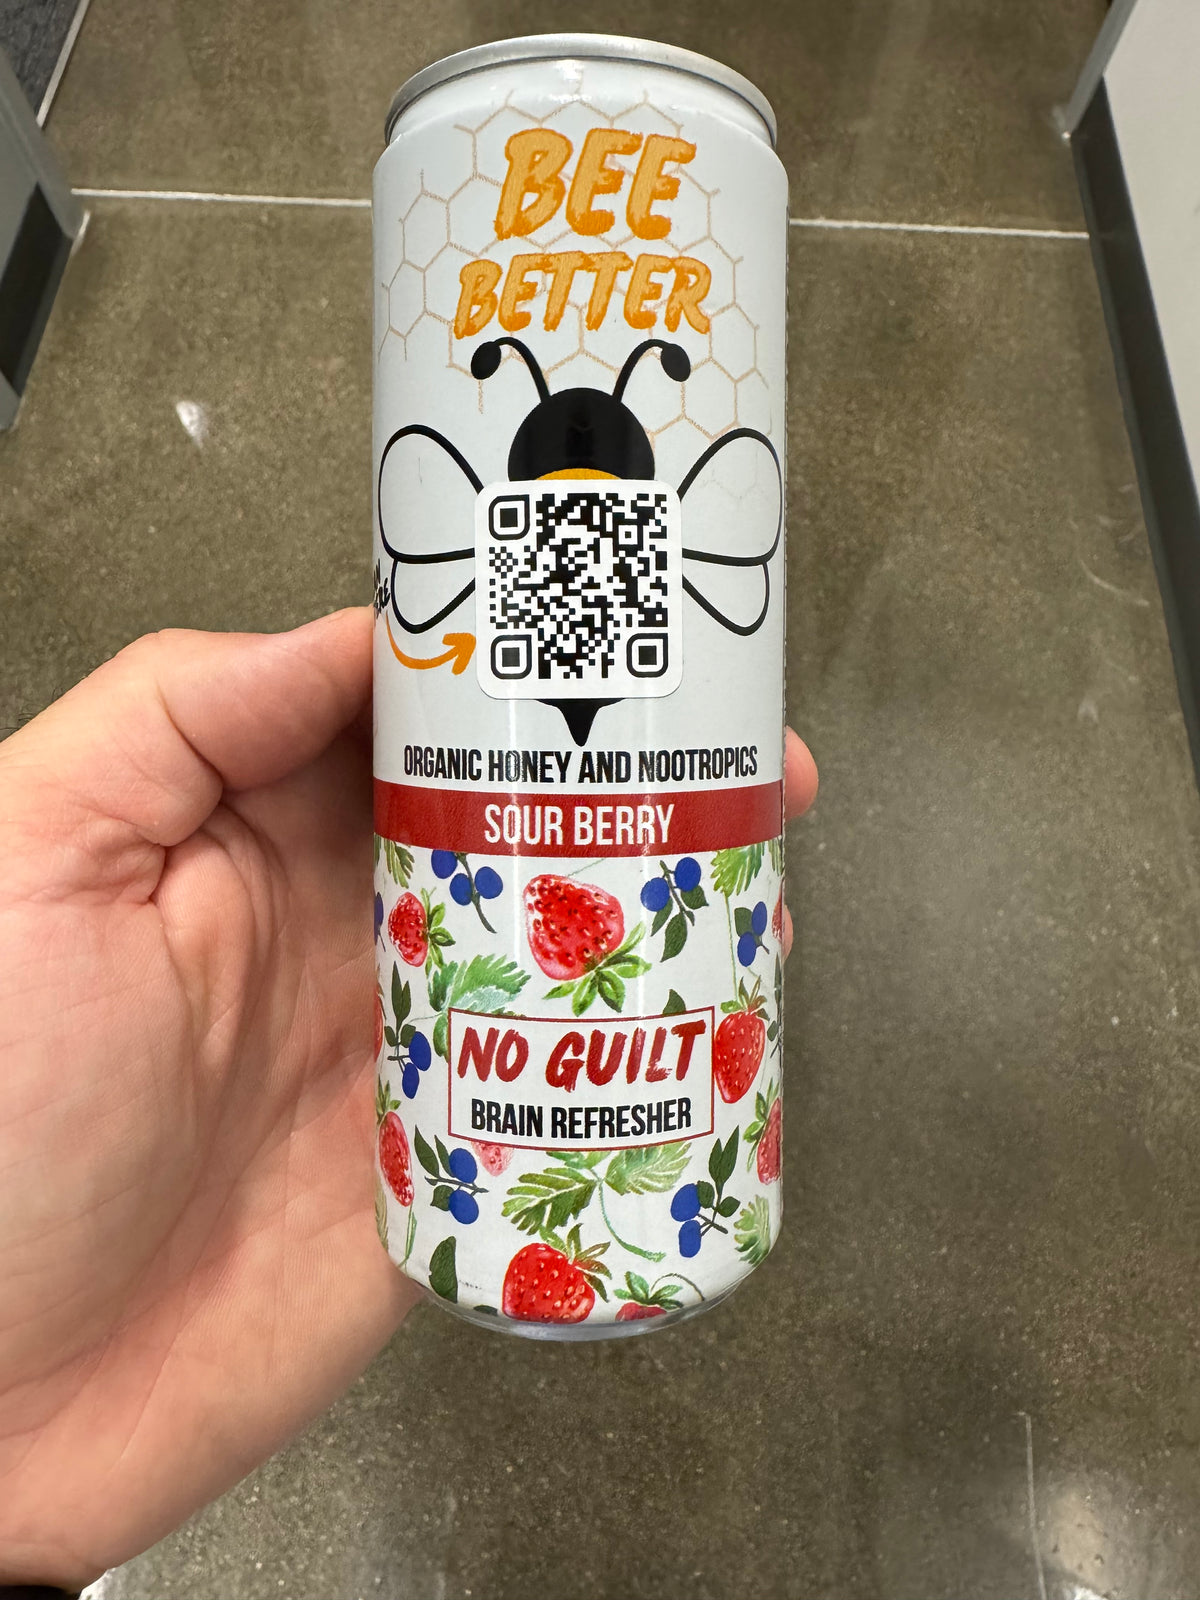 BEE
BETTER
ORGANIC HONEY AND NOOTROPICS
SOUR BERRY
NO GUILT
BRAIN REFRESHER